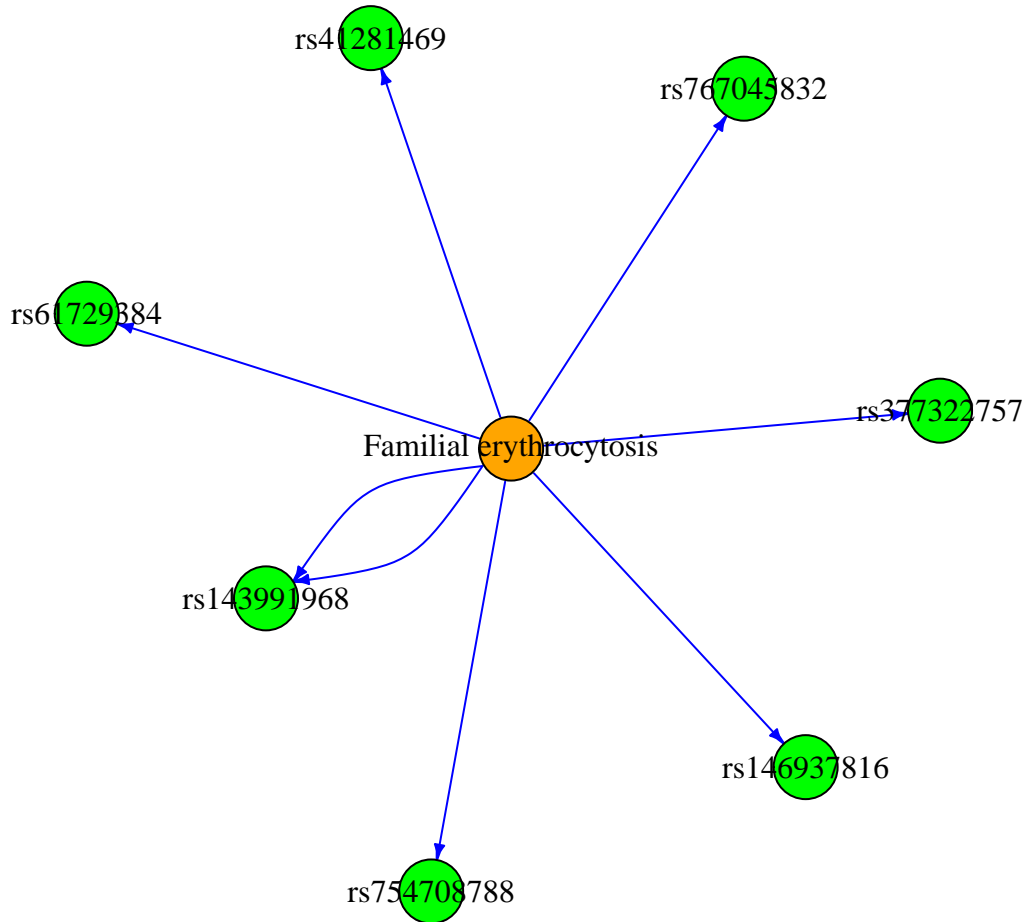 rs41281469
rs767045832
rs61729384
rs377322757
Familial erythrocytosis
rs143991968
rs146937816
rs754708788